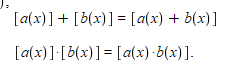 ),
[a(x)] + [b(x)] = [a(x) + b(x)]
[a(x)]·[b(x)] = [a(x)·b(x)].